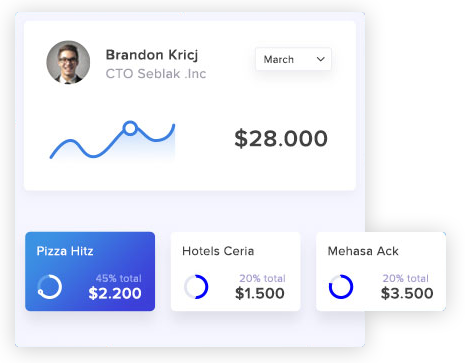 Brandon Kricj
CTO Seblak .Inc
March
$28.000
Pizza Hitz
45% total
$2.200
Hotels Ceria
20% total
$1.500
Mehasa Ack
20% total
$3.500